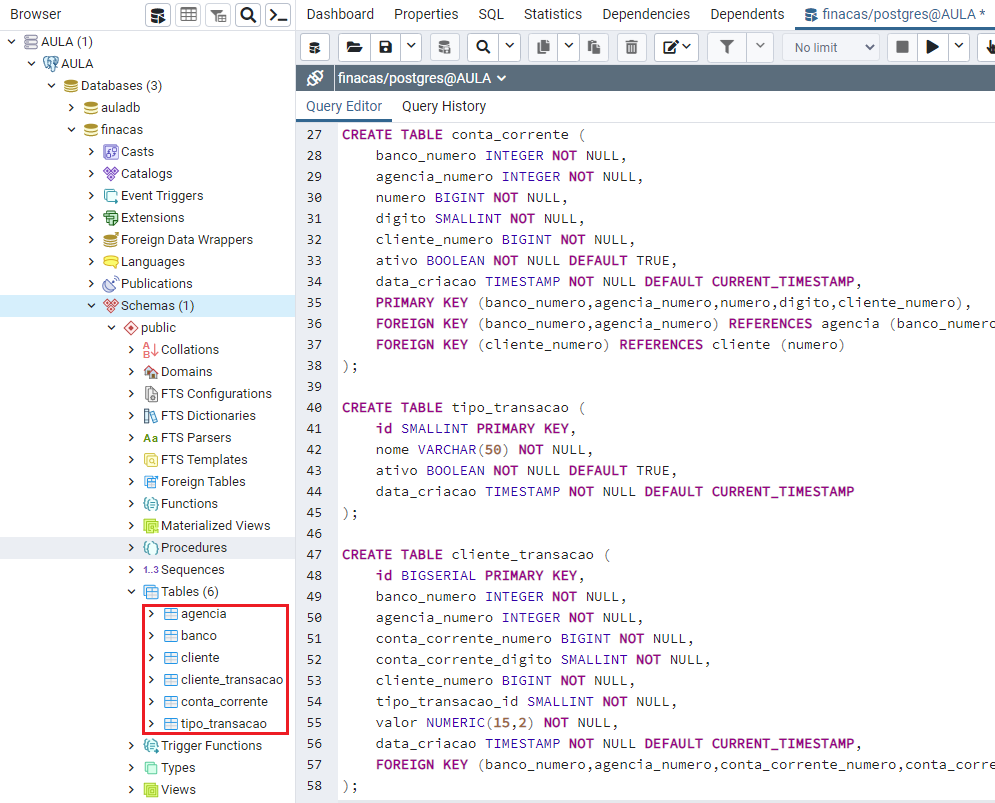 Browser
AULA (1)
AULA
Databases (3)
auladb
finacas
Casts
Catalogs
Event Triggers
Extensions
Foreign Data Wrappers
Languages
Publications
Schemas (1)
public
Collations
Domains
FTS Configurations
FTS Dictionaries
Aa FTS Parsers
FTS Templates
Foreign Tables
Functions
Materialized Views
Procedures
1..3 Sequences
Tables (6)
agencia
banco
cliente
cliente_transacao
conta_corrente
tipo_transacao
Trigger Functions
Types
Views
Dashboard Properties SQL Statistics Dependencies Dependents finacas/postgres@AULA *
No limit
finacas/postgres@AULA
Query Editor Query History
27 CREATE TABLE conta_corrente (
28 banco_numero INTEGER NOT NULL,
29 agencia_numero INTEGER NOT NULL,
30 numero BIGINT NOT NULL,
31 digito SMALLINT NOT NULL,
32 cliente_numero BIGINT NOT NULL,
33 ativo BOOLEAN NOT NULL DEFAULT TRUE,
34 data_criacao TIMESTAMP NOT NULL DEFAULT CURRENT_TIMESTAMP,
35 PRIMARY KEY (banco_numero,agencia_numero,numero,digito,cliente_numero),
36 FOREIGN KEY (banco_numero,agencia_numero) REFERENCES agencia (banco_numero
37 FOREIGN KEY (cliente_numero) REFERENCES cliente (numero)
38 );
39
40 CREATE TABLE tipo_transacao (
41 id SMALLINT PRIMARY KEY,
42 nome VARCHAR(50) NOT NULL,
43 ativo BOOLEAN NOT NULL DEFAULT TRUE,
44 data_criacao TIMESTAMP NOT NULL DEFAULT CURRENT_TIMESTAMP
45 );
46
47 CREATE TABLE cliente_transacao (
48 id BIGSERIAL PRIMARY KEY,
49 banco_numero INTEGER NOT NULL,
50 agencia_numero INTEGER NOT NULL,
51 conta_corrente_numero BIGINT NOT NULL,
52 conta_corrente_digito SMALLINT NOT NULL,
53 cliente_numero BIGINT NOT NULL,
54 tipo_transacao_id SMALLINT NOT NULL,
55 valor NUMERIC(15,2) NOT NULL,
56 data_criacao TIMESTAMP NOT NULL DEFAULT CURRENT_TIMESTAMP,
57 FOREIGN KEY (banco_numero,agencia_numero,conta_corrente_numero,conta_corre
58 );